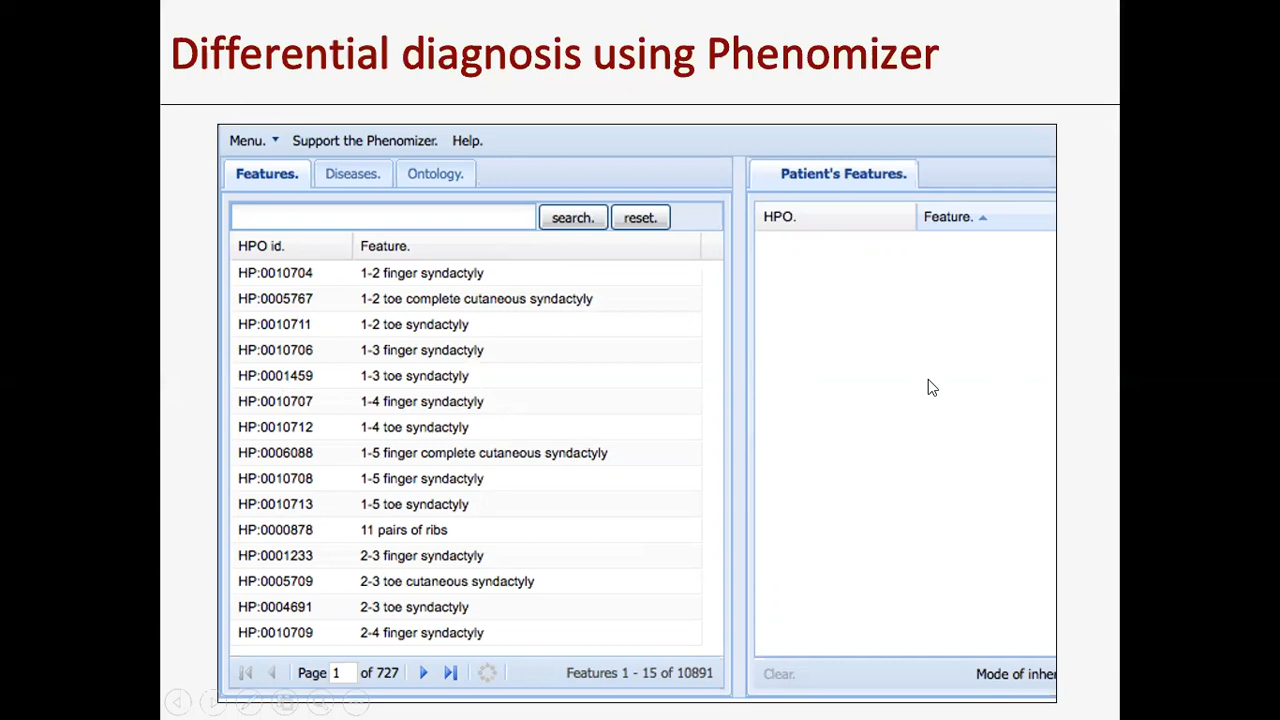 Differential diagnosis using Phenomizer
Menu. Support the Phenomizer. Help.
Features. Diseases. Ontology.
search. reset.
HPO id. Feature.
HP:0010704 1-2 finger syndactyly
HP:0005767 1-2 toe complete cutaneous syndactyly
HP:0010711 1-2 toe syndactyly
HP:0010706 1-3 finger syndactyly
HP:0001459 1-3 toe syndactyly
HP:0010707 1-4 finger syndactyly
HP:0010712 1-4 toe syndactyly
HP:0006088 1-5 finger complete cutaneous syndactyly
HP:0010708 1-5 finger syndactyly
HP:0010713 1-5 toe syndactyly
HP:0000878 11 pairs of ribs
HP:0001233 2-3 finger syndactyly
HP:0005709 2-3 toe cutaneous syndactyly
HP:0004691 2-3 toe syndactyly
HP:0010709 2-4 finger syndactyly
Page 1 of 727 Features 1 - 15 of 10891
Patient's Features.
HPO. Feature.
Clear. Mode of inher